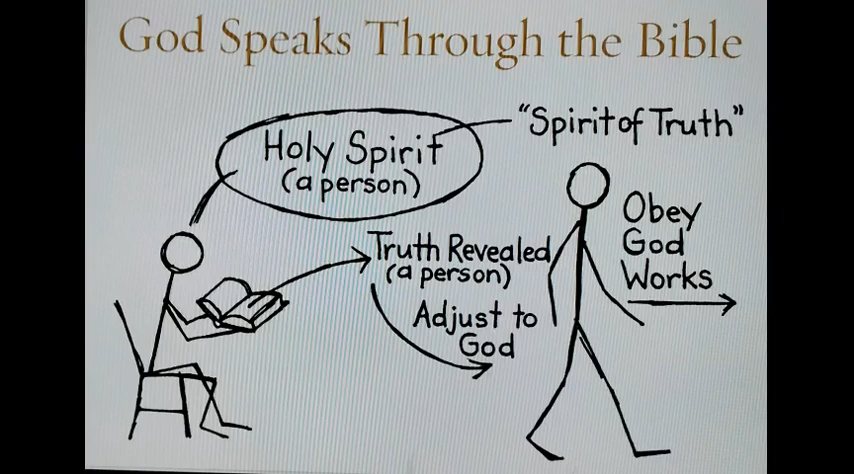 God Speaks Through the Bible
"Spirit of Truth"
Holy Spirit
(a person)
Truth Revealed
(a person)
Adjust to
God
Obey
God
Works